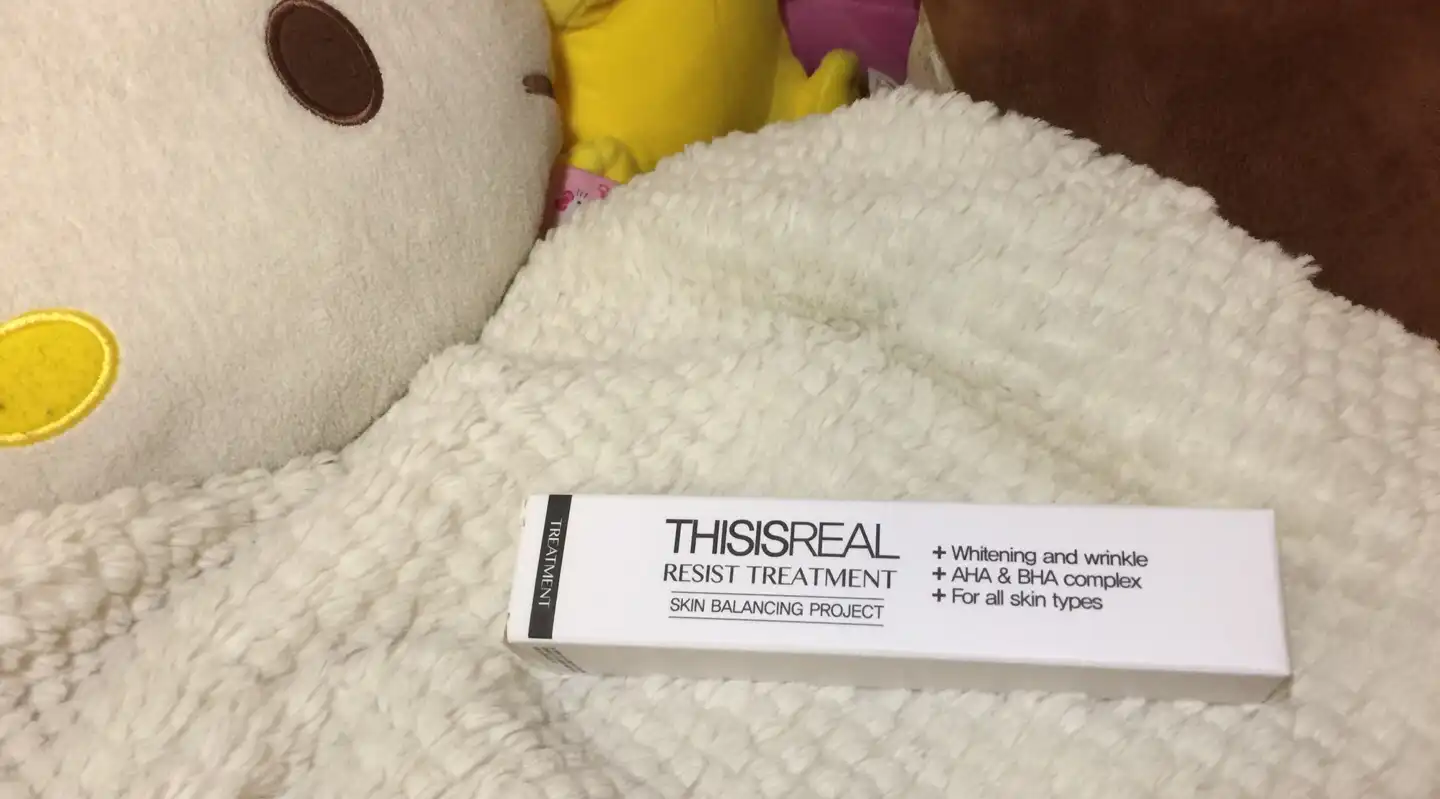 TREATMENT
THISISREAL
RESIST TREATMENT
SKIN BALANCING PROJECT
+ Whitening and wrinkle
+ AHA & BHA complex
+ For all skin types